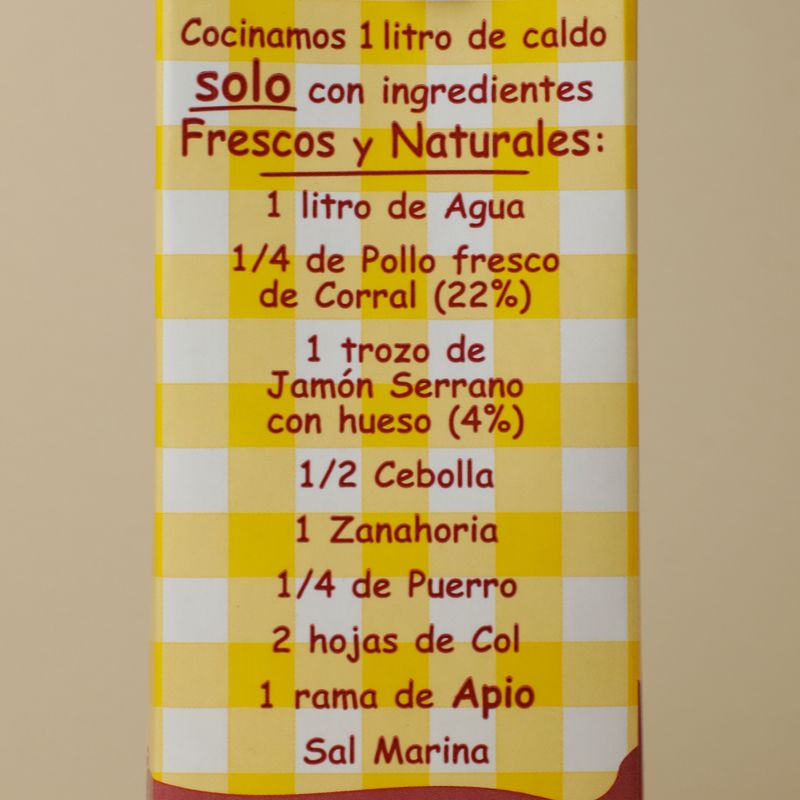 Cocinamos 1 litro de caldo
solo con ingredientes
Frescos y Naturales:
1 litro de Agua
1/4 de Pollo fresco
de Corral (22%)
1 trozo de
Jamón Serrano
con hueso (4%)
1/2 Cebolla
1 Zanahoria
1/4 de Puerro
2 hojas de Col
1 rama de Apio
Sal Marina